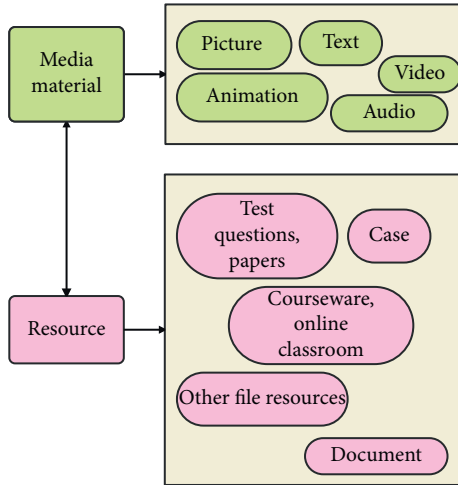 Media
material
Picture
Text
Video
Animation
Audio
Resource
Test
questions,
papers
Case
Courseware,
online
classroom
Other file resources
Document